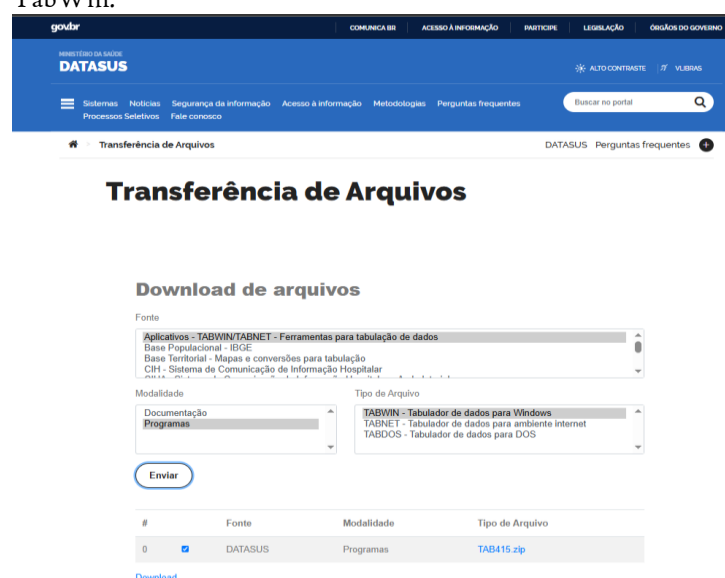 TabWin.
govbr COMUNICA BR ACESSO À INFORMAÇÃO PARTICIPE LEGISLAÇÃO ÓRGÃOS DO GOVERNO
MINISTÉRIO DA SAÚDE
DATASUS
ALTO CONTRASTE VLIBRAS
Sistemas Notícias Segurança da informação Acesso à informação Metodologias Perguntas frequentes
Processos Seletivos Fale conosco
Buscar no portal
> Transferência de Arquivos DATASUS Perguntas frequentes
Transferência de Arquivos
Download de arquivos
Fonte
Aplicativos - TABWIN/TABNET - Ferramentas para tabulação de dados
Base Populacional - IBGE
Base Territorial - Mapas e conversões para tabulação
CIH - Sistema de Comunicação de Informação Hospitalar
Modalidade Tipo de Arquivo
Documentação
Programas
TABWIN - Tabulador de dados para Windows
TABNET - Tabulador de dados para ambiente internet
TABDOS - Tabulador de dados para DOS
Enviar
# Fonte Modalidade Tipo de Arquivo
0 DATASUS Programas TAB415.zip
Download